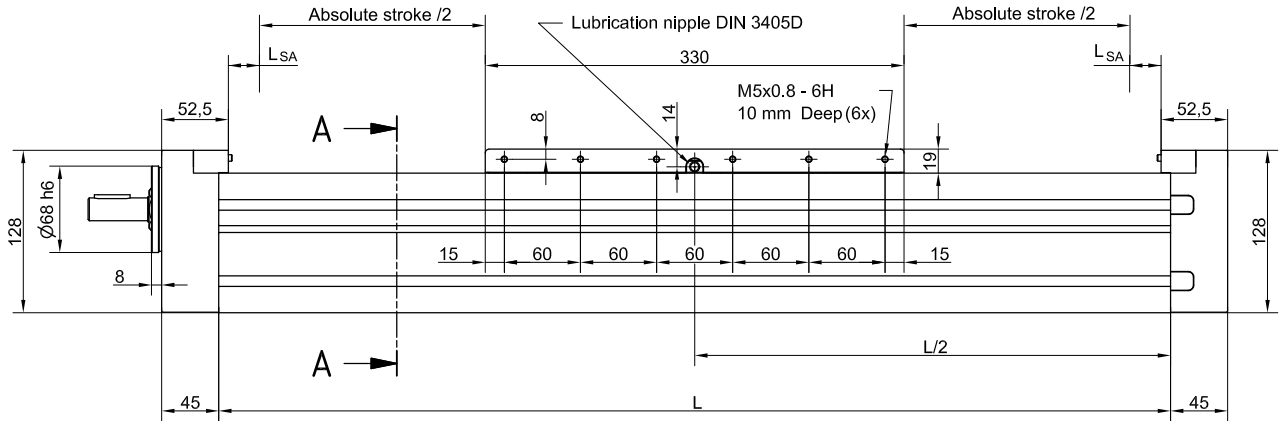 Absolute stroke /2
Absolute stroke /2
Lubrication nipple DIN 3405D
LSA
330
LSA
M5x0.8 - 6H
10 mm Deep (6x)
52,5
52,5
A
8
14
19
Ø68 h6
128
128
15
60
60
60
60
60
15
8
L/2
A
45
L
45